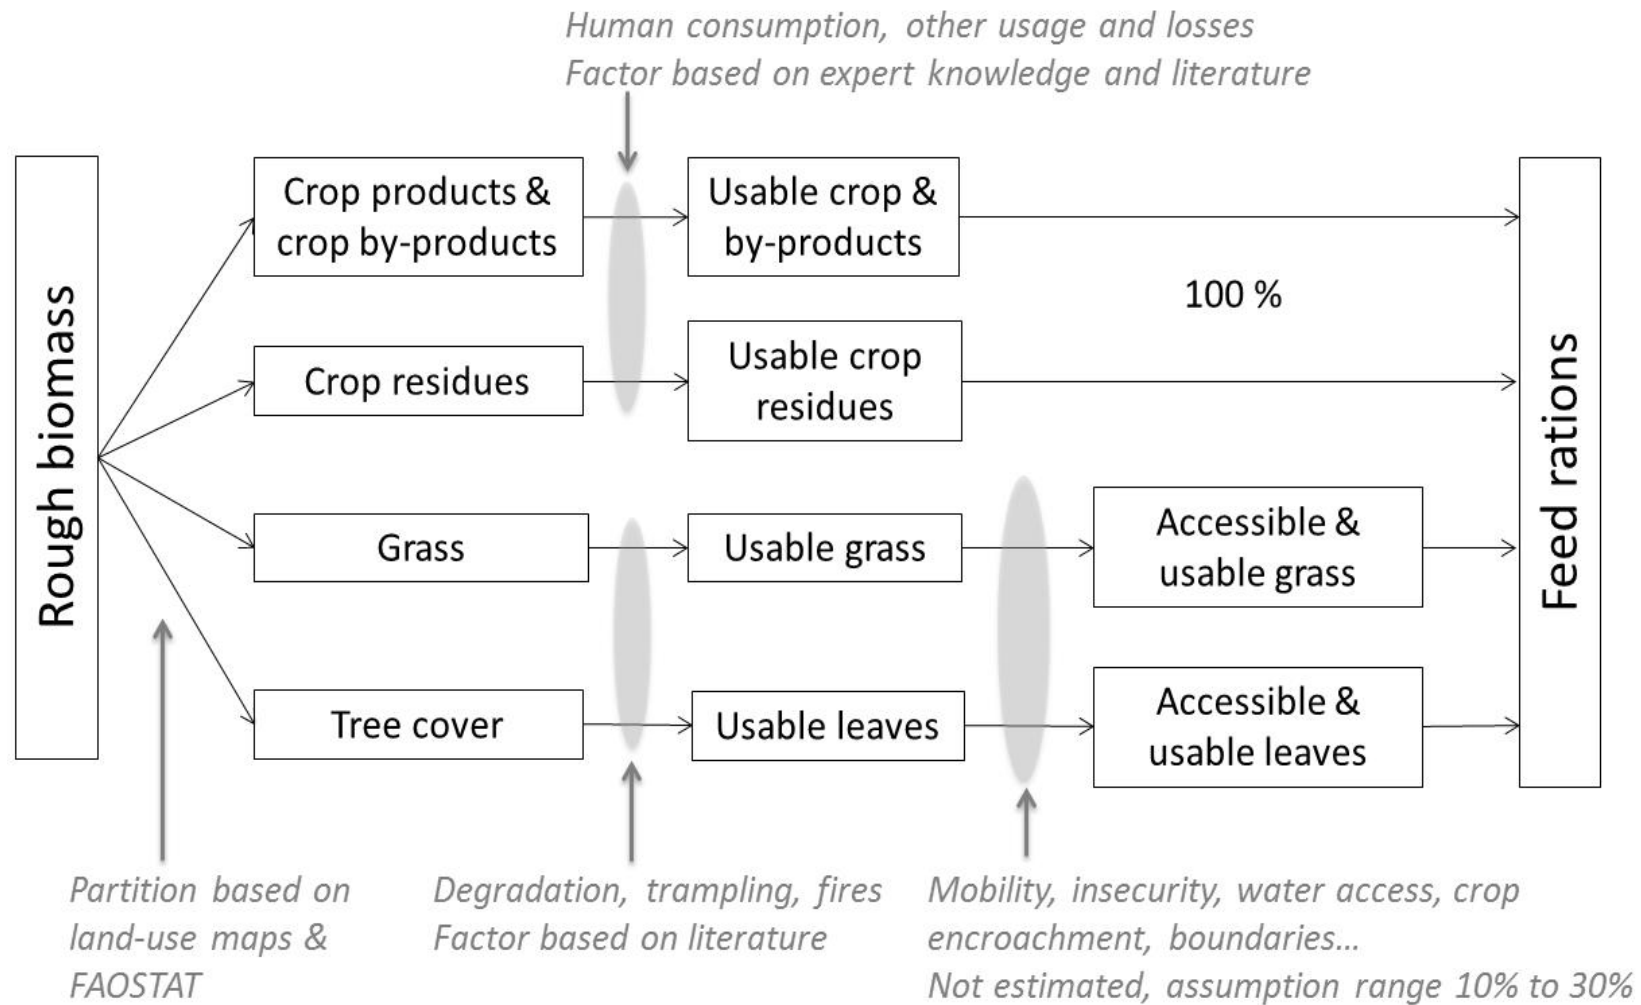 Human consumption, other usage and losses
Factor based on expert knowledge and literature
Rough biomass
Crop products &
crop by-products
Usable crop &
by-products
100 %
Crop residues
Usable crop
residues
Grass
Usable grass
Accessible &
usable grass
Tree cover
Usable leaves
Accessible &
usable leaves
Feed rations
Partition based on
land-use maps &
FAOSTAT
Degradation, trampling, fires
Factor based on literature
Mobility, insecurity, water access, crop
encroachment, boundaries...
Not estimated, assumption range 10% to 30%